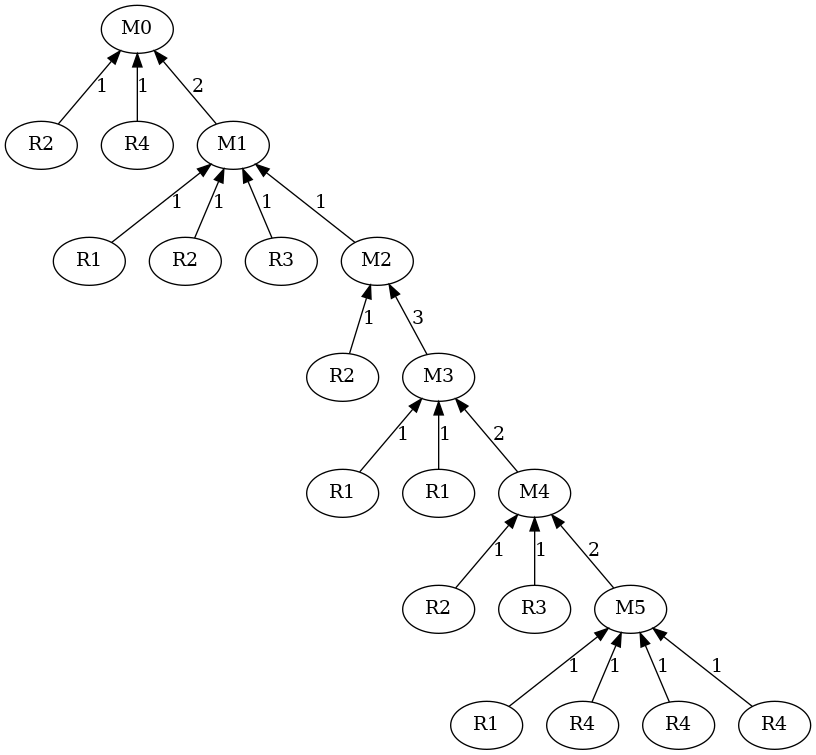 M0
1 1 2
R2 R4 M1
1 1 1 1
R1 R2 R3 M2
1 3
R2 M3
1 1 2
R1 R1 M4
1 1 2
R2 R3 M5
1 1 1 1
R1 R4 R4 R4